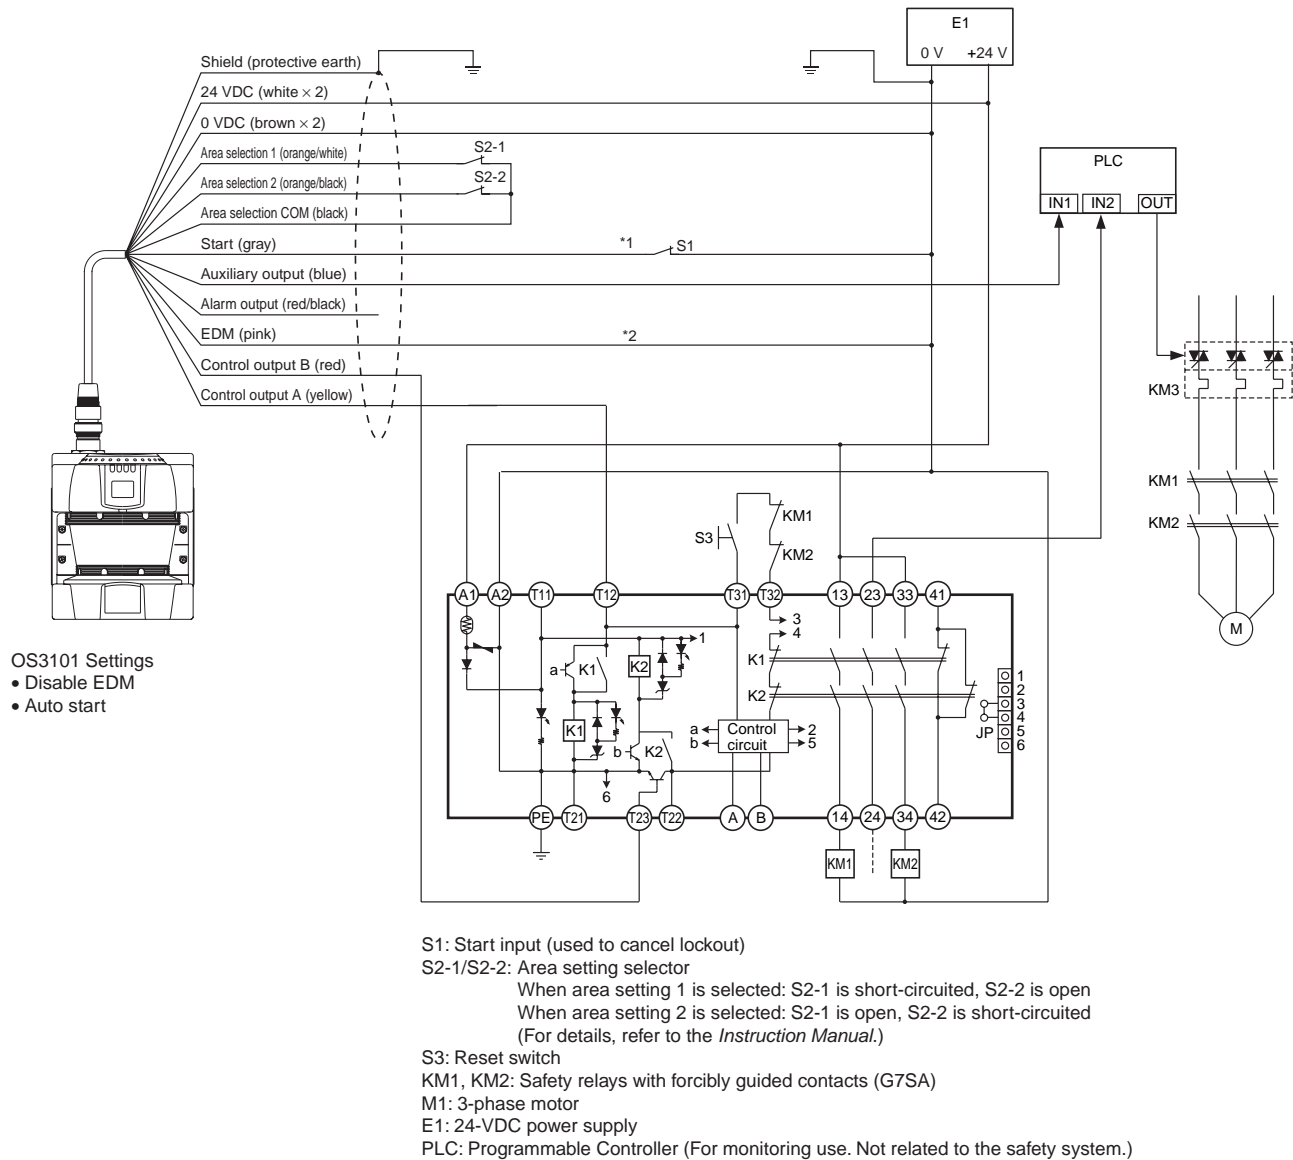 E1
0 V +24 V
Shield (protective earth)
24 VDC (white × 2)
0 VDC (brown × 2)
Area selection 1 (orange/white)
S2-1
Area selection 2 (orange/black)
S2-2
Area selection COM (black)
Start (gray)
*1
S1
Auxiliary output (blue)
Alarm output (red/black)
EDM (pink)
*2
Control output B (red)
Control output A (yellow)
PLC
IN1 IN2 OUT
KM3
KM1
KM2
M
S3
KM1
KM2
A1 A2 T11 T12 T31 T32 13 23 33 41
3
4
1
a
K1
K2
K1
K2
K1
b
K2
a
b
Control
circuit
2
5
6
JP
1
2
3
4
5
6
PE T21 T23 T22 A B 14 24 34 42
KM1
KM2
OS3101 Settings
• Disable EDM
• Auto start
S1: Start input (used to cancel lockout)
S2-1/S2-2: Area setting selector
When area setting 1 is selected: S2-1 is short-circuited, S2-2 is open
When area setting 2 is selected: S2-1 is open, S2-2 is short-circuited
(For details, refer to the Instruction Manual.)
S3: Reset switch
KM1, KM2: Safety relays with forcibly guided contacts (G7SA)
M1: 3-phase motor
E1: 24-VDC power supply
PLC: Programmable Controller (For monitoring use. Not related to the safety system.)